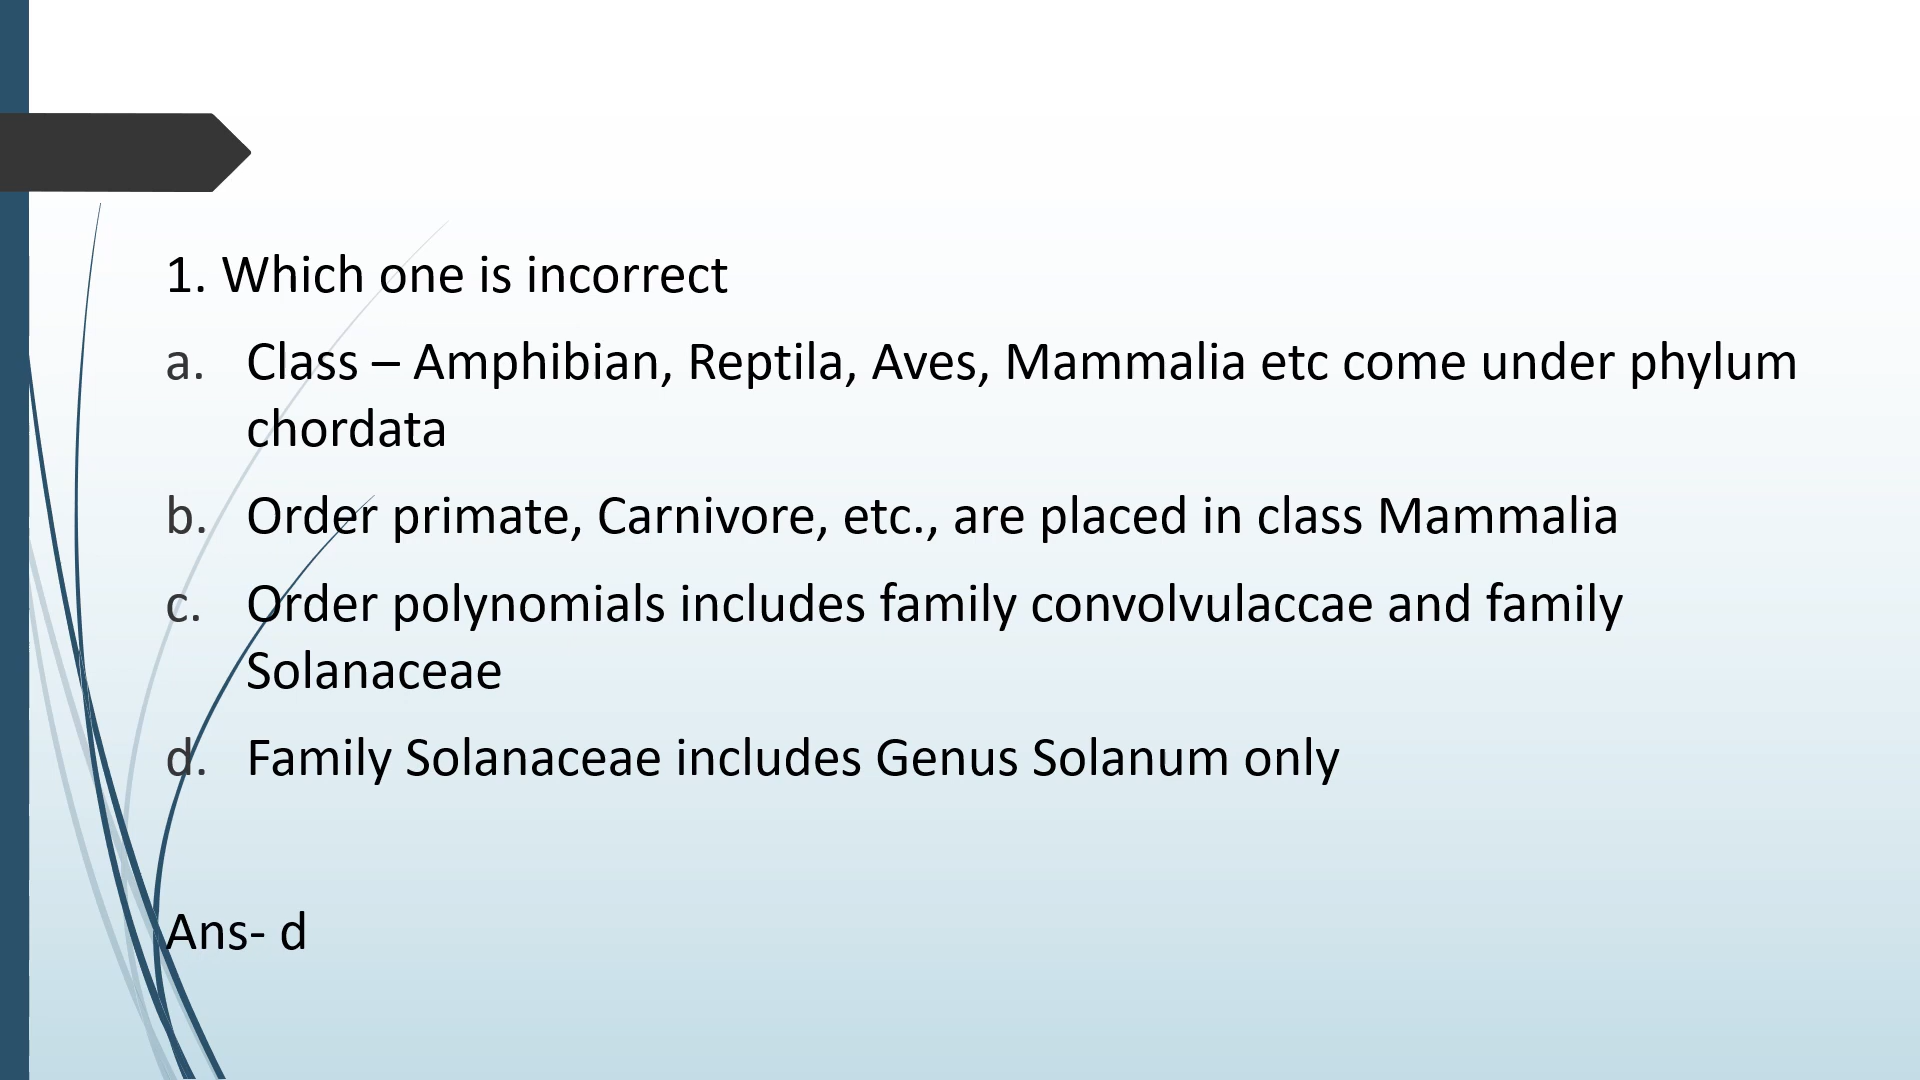 1. Which one is incorrect
a. Class – Amphibian, Reptila, Aves, Mammalia etc come under phylum
chordata
b. Order primate, Carnivore, etc., are placed in class Mammalia
c. Order polynomials includes family convolvulaccae and family
Solanaceae
d. Family Solanaceae includes Genus Solanum only
Ans- d